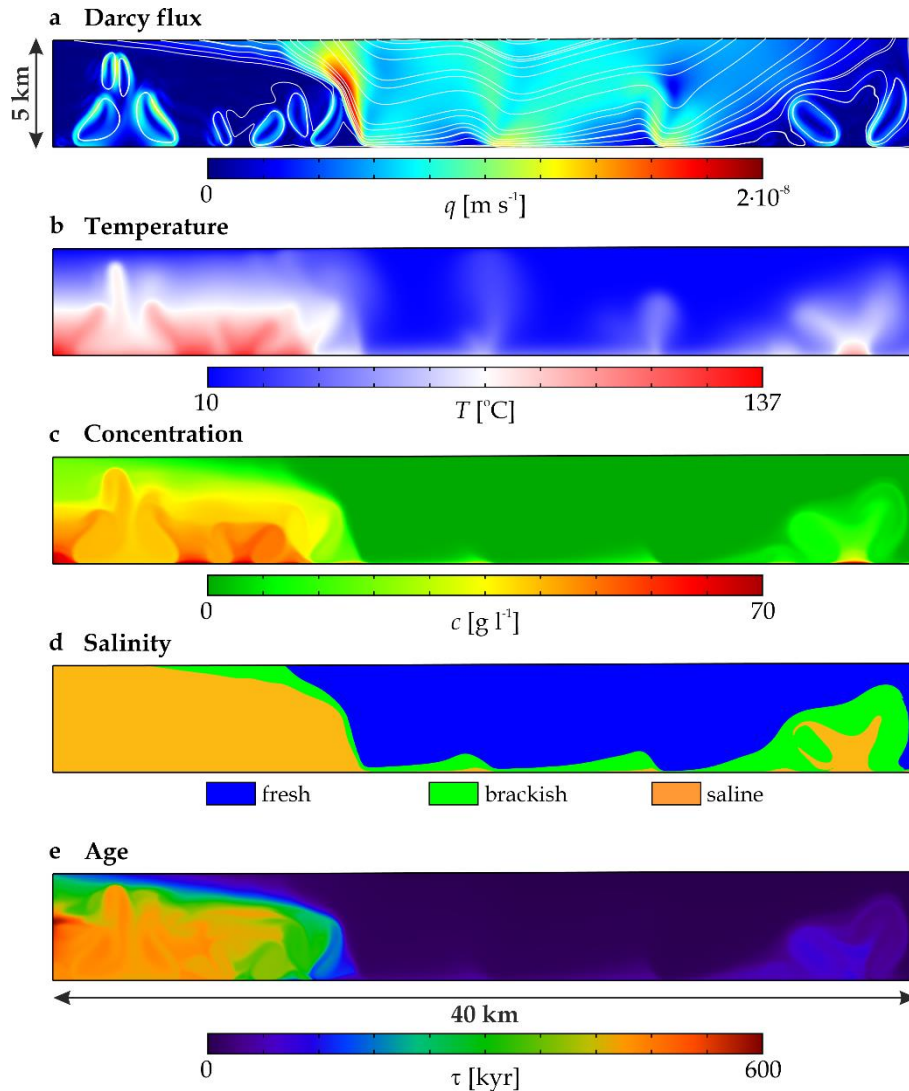 a Darcy flux
5 km
0 2·10⁻⁸
q [m s⁻¹]
b Temperature
10 137
T [°C]
c Concentration
0 70
c [g l⁻¹]
d Salinity
fresh brackish saline
e Age
40 km
0 600
τ [kyr]